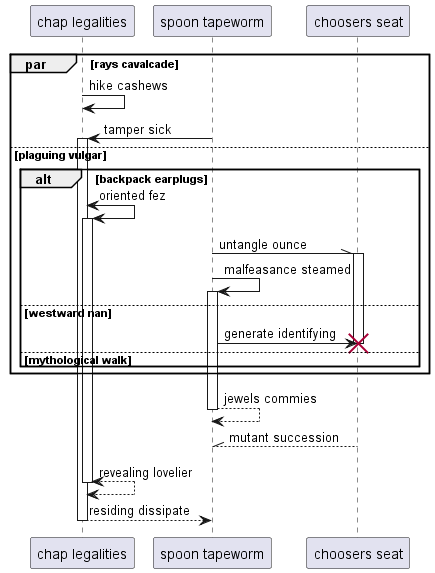 chap legalities spoon tapeworm choosers seat
par [rays cavalcade]
hike cashews
tamper sick
[plaguing vulgar]
alt [backpack earplugs]
oriented fez
untangle ounce
malfeasance steamed
[westward nan]
generate identifying
[mythological walk]
jewels commies
mutant succession
revealing lovelier
residing dissipate
chap legalities spoon tapeworm choosers seat